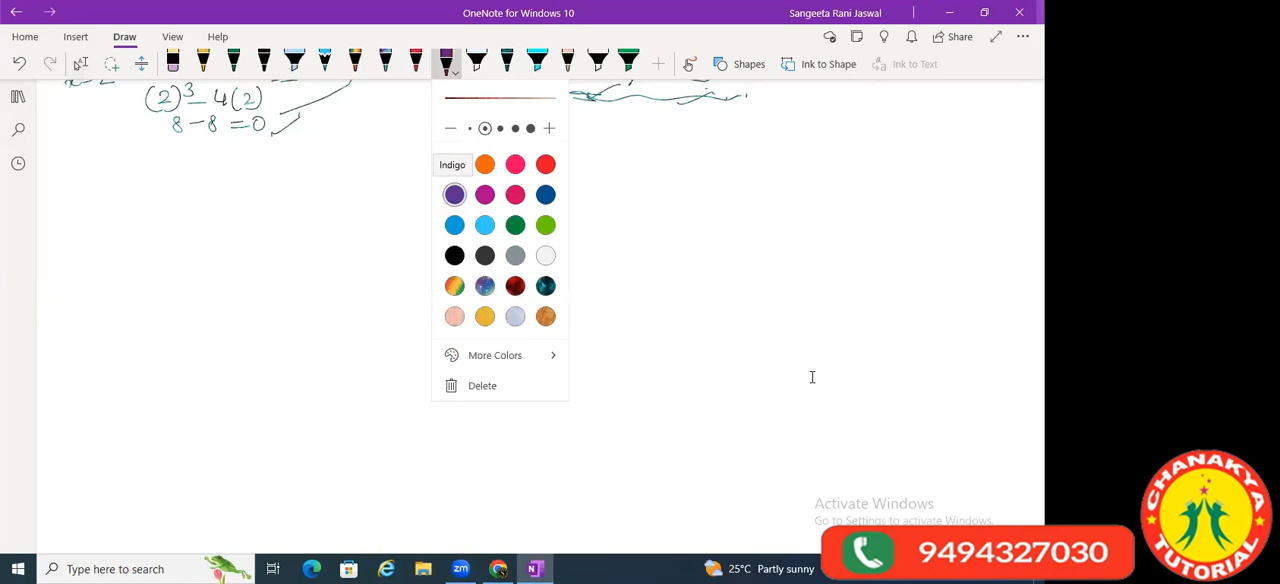 OneNote for Windows 10
Sangeeta Rani Jaswal
Home Insert Draw View Help
Share
Shapes Ink to Shape Ink to Text
(2)³ - 4(2)
8 - 8 = 0 ✓
Indigo
More Colors
Delete
Activate Windows
Go to Settings to activate Windows.
9494327030
CHANAKYA
TUTORIAL
Type here to search
25°C Partly sunny